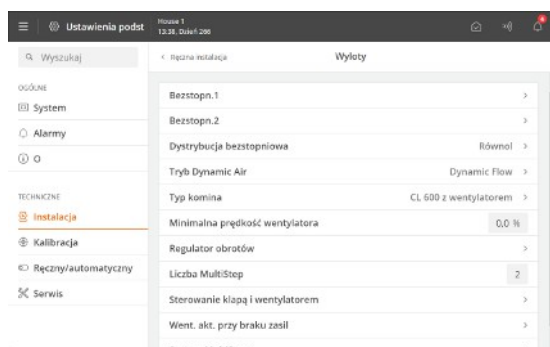 Ustawienia podst
House 1
13:38, Dzień 286
Wyszukaj
Ręczna instalacja
Wyloty
OGÓLNE
System
Alarmy
O
TECHNICZNE
Instalacja
Kalibracja
Ręczny/automatyczny
Serwis
Bezstopn.1
Bezstopn.2
Dystrybucja bezstopniowa Równol
Tryb Dynamic Air Dynamic Flow
Typ komina CL 600 z wentylatorem
Minimalna prędkość wentylatora 0,0 %
Regulator obrotów
Liczba MultiStep 2
Sterowanie klapą i wentylatorem
Went. akt. przy braku zasil